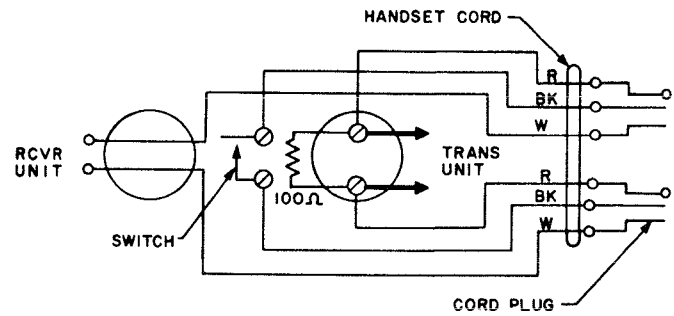 HANDSET CORD
R
BK
W
RCVR
UNIT
TRANS
UNIT
100Ω
R
BK
W
SWITCH
CORD PLUG